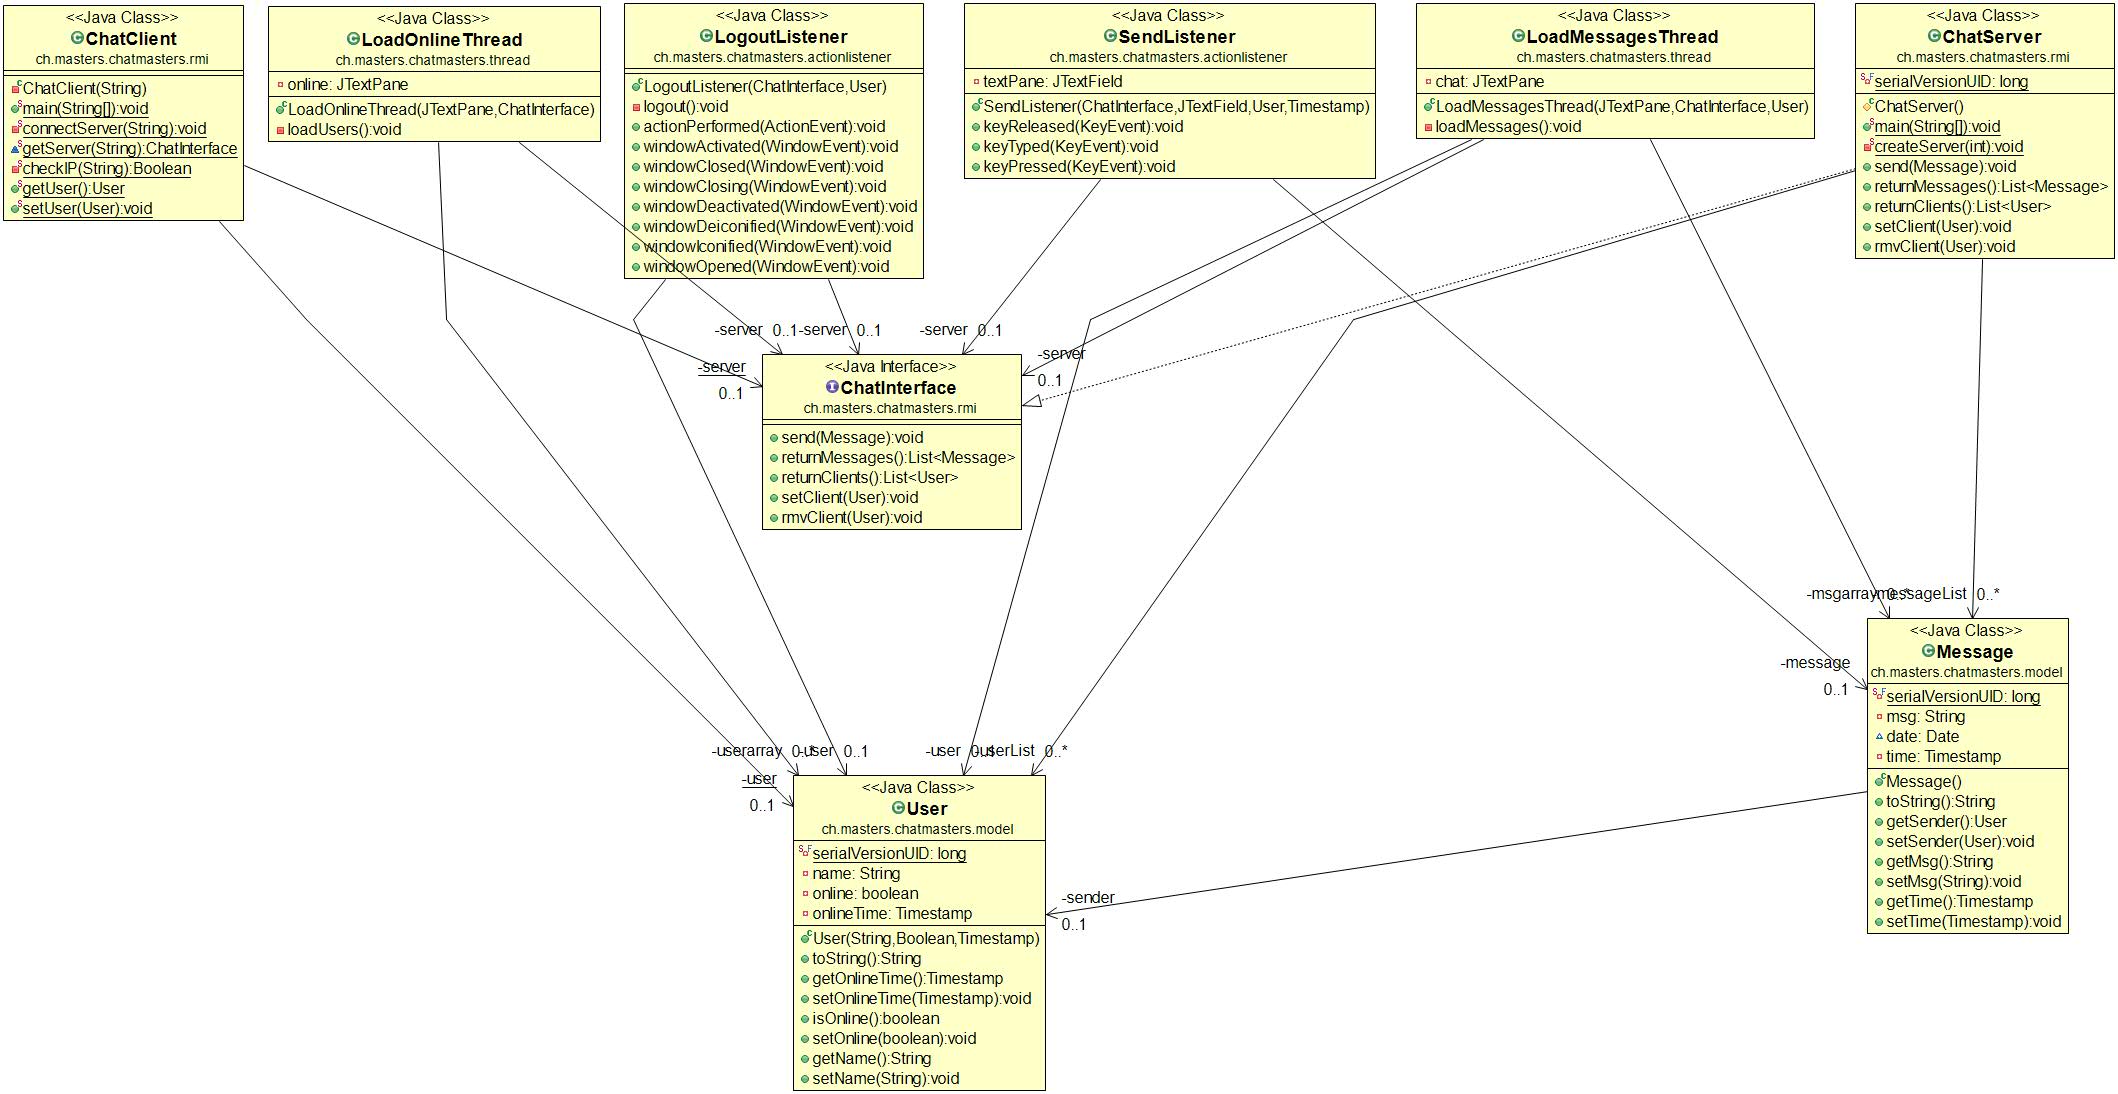 <<Java Class>>
ChatClient
ch.masters.chatmasters.rmi
ChatClient(String)
main(String[]):void
connectServer(String):void
getServer(String):ChatInterface
checkIP(String):Boolean
getUser():User
setUser(User):void
<<Java Class>>
LoadOnlineThread
ch.masters.chatmasters.thread
online: JTextPane
LoadOnlineThread(JTextPane,ChatInterface)
loadUsers():void
<<Java Class>>
LogoutListener
ch.masters.chatmasters.actionlistener
LogoutListener(ChatInterface,User)
logout():void
actionPerformed(ActionEvent):void
windowActivated(WindowEvent):void
windowClosed(WindowEvent):void
windowClosing(WindowEvent):void
windowDeactivated(WindowEvent):void
windowDeiconified(WindowEvent):void
windowIconified(WindowEvent):void
windowOpened(WindowEvent):void
<<Java Class>>
SendListener
ch.masters.chatmasters.actionlistener
textPane: JTextField
SendListener(ChatInterface,JTextField,User,Timestamp)
keyReleased(KeyEvent):void
keyTyped(KeyEvent):void
keyPressed(KeyEvent):void
<<Java Class>>
LoadMessagesThread
ch.masters.chatmasters.thread
chat: JTextPane
LoadMessagesThread(JTextPane,ChatInterface,User)
loadMessages():void
<<Java Class>>
ChatServer
ch.masters.chatmasters.rmi
serialVersionUID: long
ChatServer()
main(String[]):void
createServer(int):void
send(Message):void
returnMessages():List<Message>
returnClients():List<User>
setClient(User):void
rmvClient(User):void
-server 0..1
-server 0..1
-server 0..1
-server
0..1
-server
0..1
<<Java Interface>>
ChatInterface
ch.masters.chatmasters.rmi
send(Message):void
returnMessages():List<Message>
returnClients():List<User>
setClient(User):void
rmvClient(User):void
-msgarray 0..*
messageList 0..*
-message
0..1
<<Java Class>>
Message
ch.masters.chatmasters.model
serialVersionUID: long
msg: String
date: Date
time: Timestamp
Message()
toString():String
getSender():User
setSender(User):void
getMsg():String
setMsg(String):void
getTime():Timestamp
setTime(Timestamp):void
-userarray 0..*
-user 0..1
-user 0..1
-userList 0..*
-user
0..1
<<Java Class>>
User
ch.masters.chatmasters.model
serialVersionUID: long
name: String
online: boolean
onlineTime: Timestamp
User(String,Boolean,Timestamp)
toString():String
getOnlineTime():Timestamp
setOnlineTime(Timestamp):void
isOnline():boolean
setOnline(boolean):void
getName():String
setName(String):void
-sender
0..1